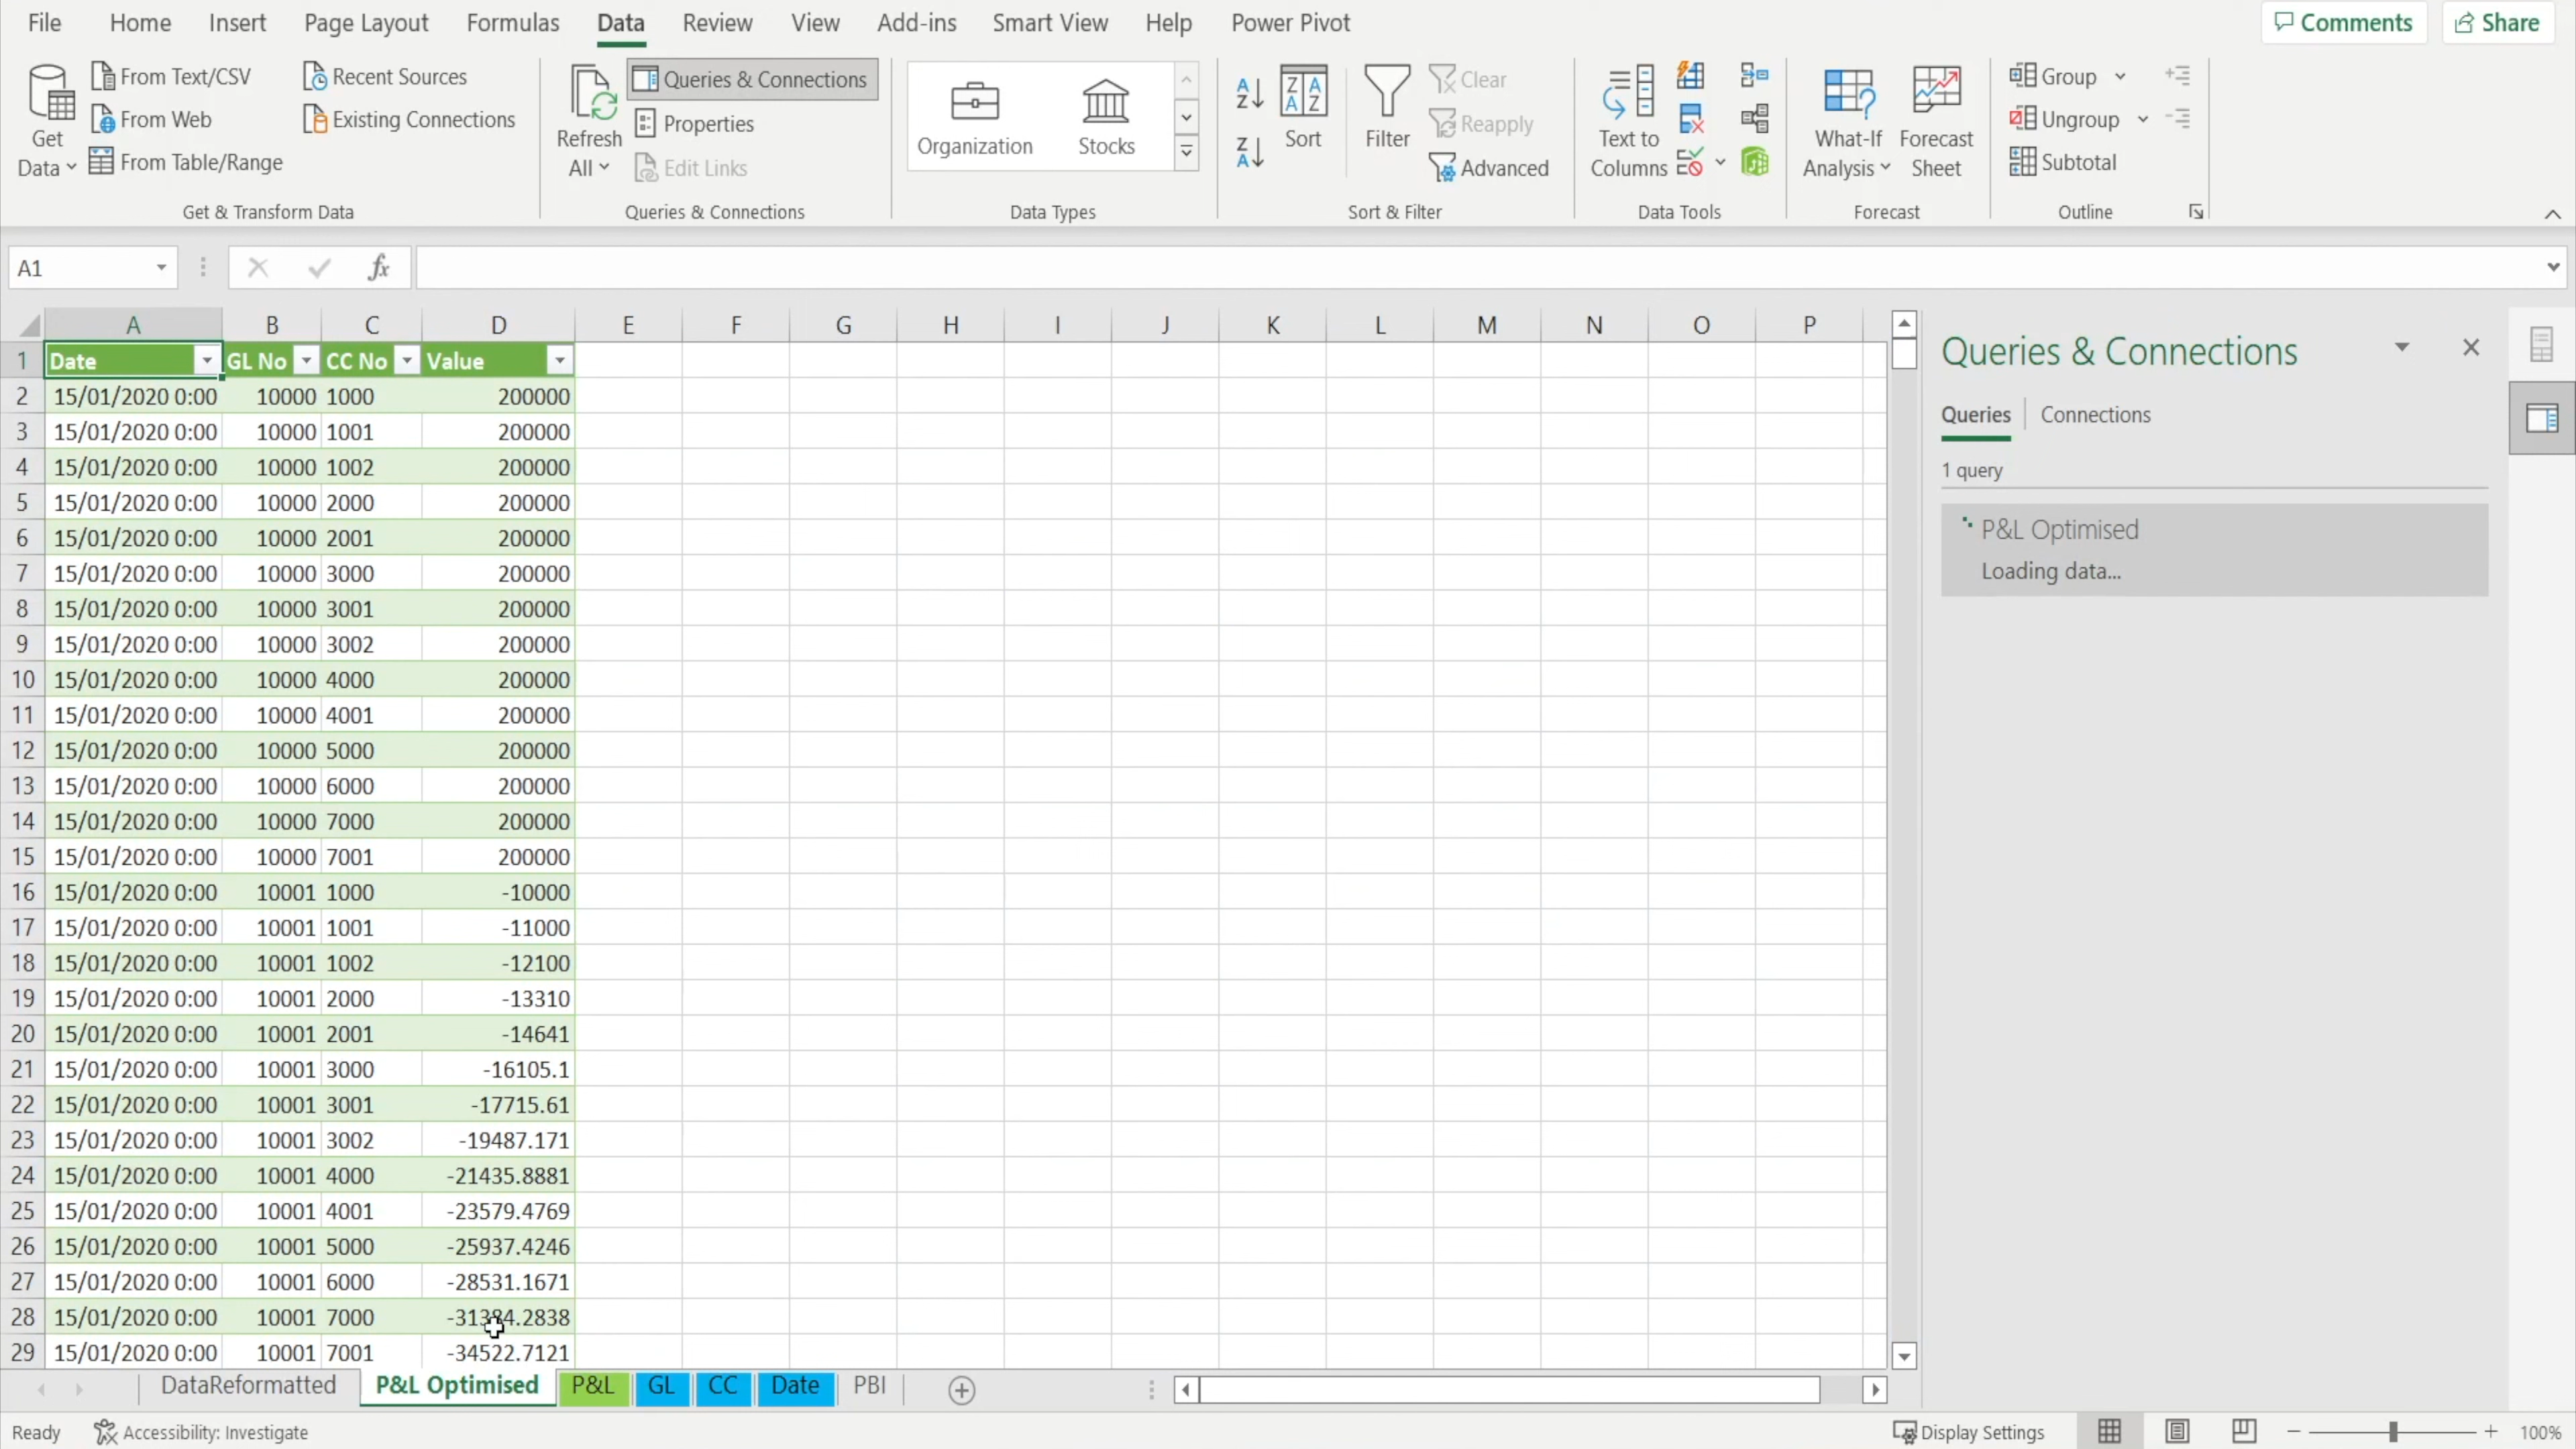 File Home Insert Page Layout Formulas Data Review View Add-ins Smart View Help Power Pivot Comments Share
Get Data From Text/CSV From Web From Table/Range Recent Sources Existing Connections
Get & Transform Data
Refresh All Queries & Connections Properties Edit Links
Queries & Connections
Organization Stocks
Data Types
Sort Filter Clear Reapply Advanced
Sort & Filter
Text to Columns
Data Tools
What-If Analysis Forecast Sheet
Forecast
Group Ungroup Subtotal
Outline
A1 fx
A B C D E F G H I J K L M N O P
1 Date GL No CC No Value
2 15/01/2020 0:00 10000 1000 200000
3 15/01/2020 0:00 10000 1001 200000
4 15/01/2020 0:00 10000 1002 200000
5 15/01/2020 0:00 10000 2000 200000
6 15/01/2020 0:00 10000 2001 200000
7 15/01/2020 0:00 10000 3000 200000
8 15/01/2020 0:00 10000 3001 200000
9 15/01/2020 0:00 10000 3002 200000
10 15/01/2020 0:00 10000 4000 200000
11 15/01/2020 0:00 10000 4001 200000
12 15/01/2020 0:00 10000 5000 200000
13 15/01/2020 0:00 10000 6000 200000
14 15/01/2020 0:00 10000 7000 200000
15 15/01/2020 0:00 10000 7001 200000
16 15/01/2020 0:00 10001 1000 -10000
17 15/01/2020 0:00 10001 1001 -11000
18 15/01/2020 0:00 10001 1002 -12100
19 15/01/2020 0:00 10001 2000 -13310
20 15/01/2020 0:00 10001 2001 -14641
21 15/01/2020 0:00 10001 3000 -16105.1
22 15/01/2020 0:00 10001 3001 -17715.61
23 15/01/2020 0:00 10001 3002 -19487.171
24 15/01/2020 0:00 10001 4000 -21435.8881
25 15/01/2020 0:00 10001 4001 -23579.4769
26 15/01/2020 0:00 10001 5000 -25937.4246
27 15/01/2020 0:00 10001 6000 -28531.1671
28 15/01/2020 0:00 10001 7000 -31384.2838
29 15/01/2020 0:00 10001 7001 -34522.7121
Queries & Connections
Queries Connections
1 query
P&L Optimised
Loading data...
DataReformatted P&L Optimised P&L GL CC Date PBI
Ready Accessibility: Investigate Display Settings 100%